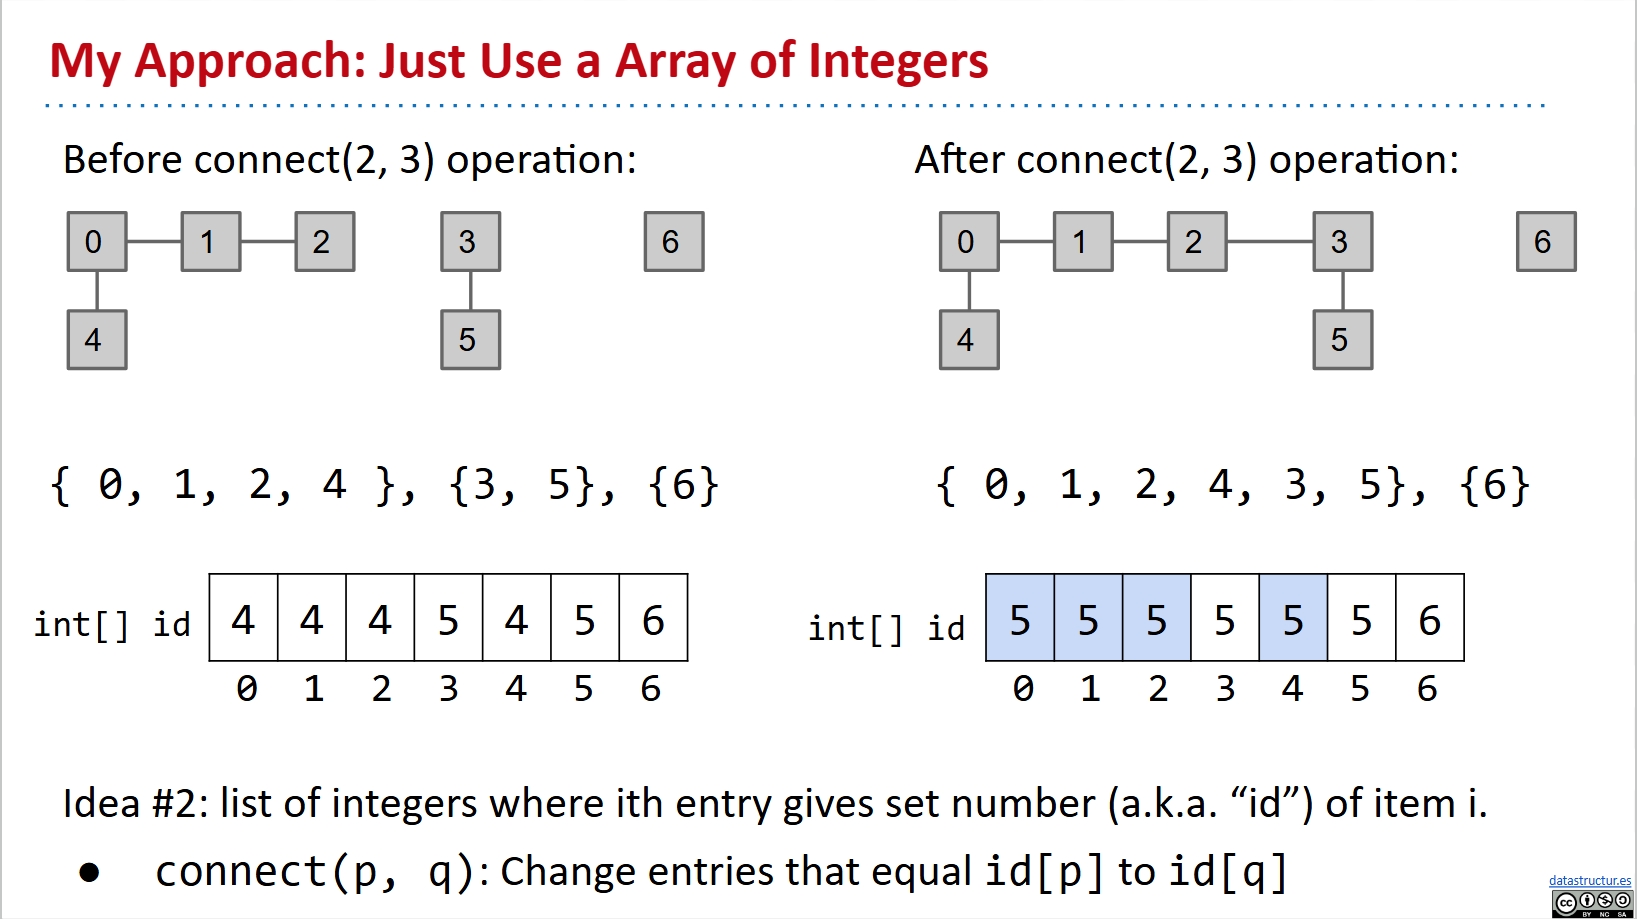 My Approach: Just Use a Array of Integers
Before connect(2, 3) operation:
0 1 2 3 6
4 5
{ 0, 1, 2, 4 }, {3, 5}, {6}
int[] id 4 4 4 5 4 5 6
0 1 2 3 4 5 6
After connect(2, 3) operation:
0 1 2 3 6
4 5
{ 0, 1, 2, 4, 3, 5}, {6}
int[] id 5 5 5 5 5 5 6
0 1 2 3 4 5 6
Idea #2: list of integers where ith entry gives set number (a.k.a. “id”) of item i.
● connect(p, q): Change entries that equal id[p] to id[q]
datastructur.es
cc
BY NC SA